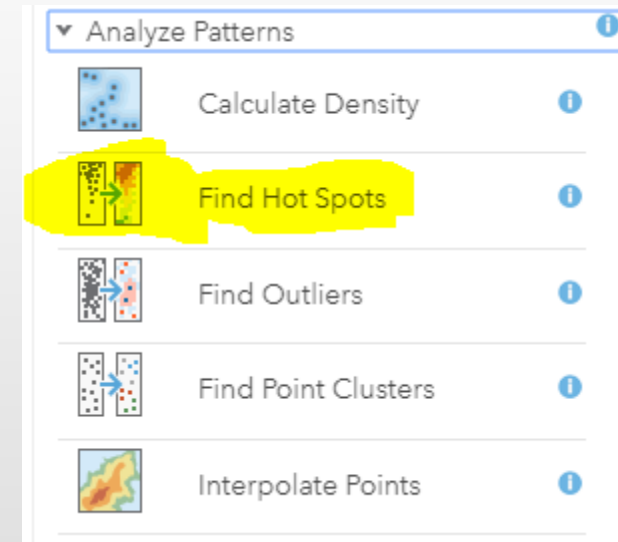 Analyze Patterns
Calculate Density
Find Hot Spots
Find Outliers
Find Point Clusters
Interpolate Points